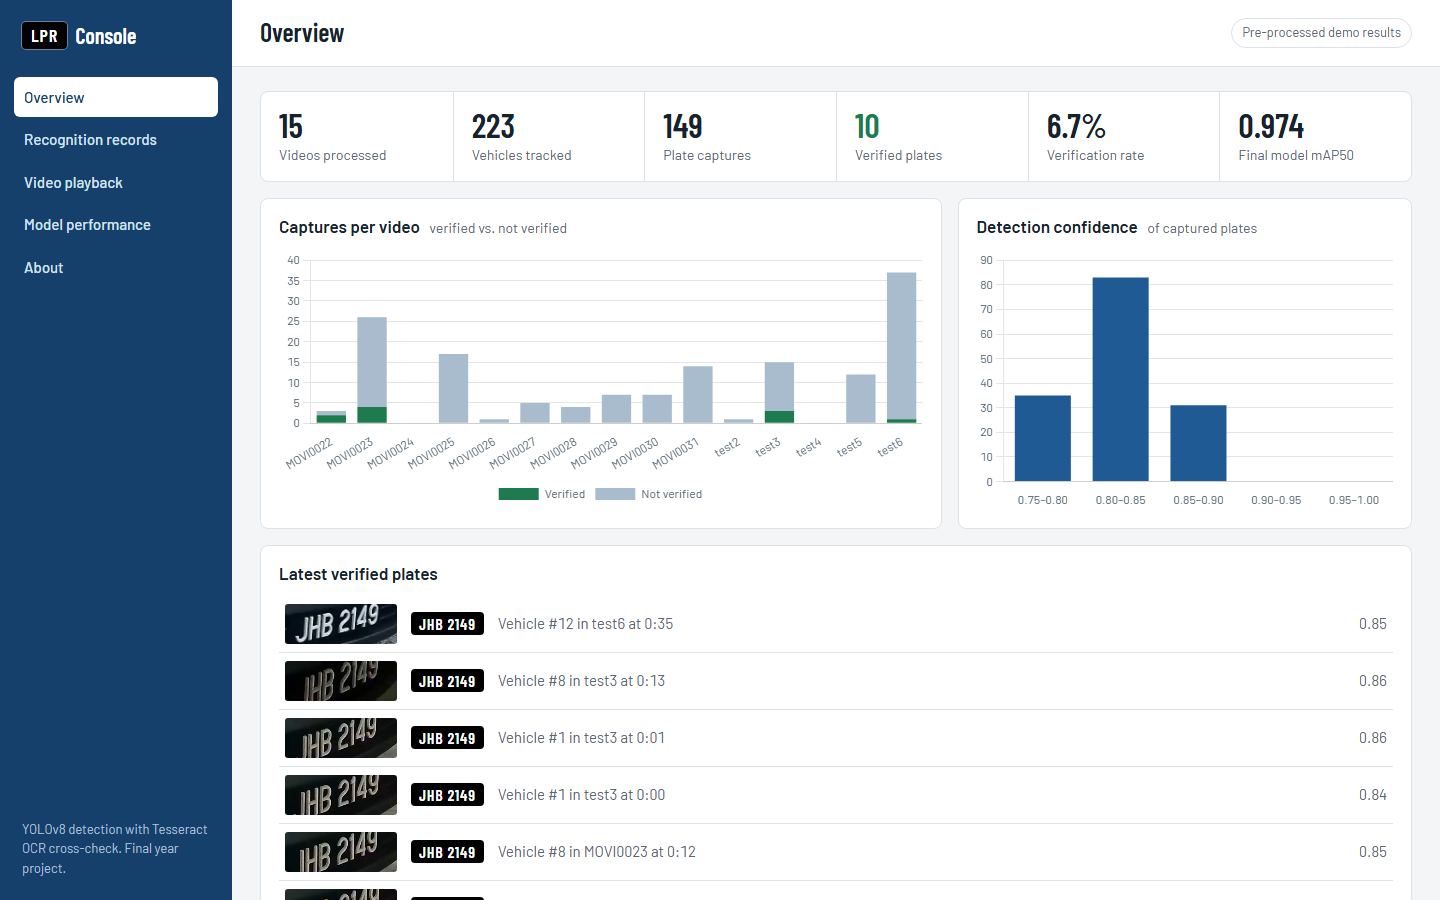 LPR Console
Overview
Recognition records
Video playback
Model performance
About
YOLOv8 detection with Tesseract
OCR cross-check. Final year
project.
Overview
Pre-processed demo results
15
Videos processed
223
Vehicles tracked
149
Plate captures
10
Verified plates
6.7%
Verification rate
0.974
Final model mAP50
Captures per video verified vs. not verified
40
35
30
25
20
15
10
5
0
MOVI0022
MOVI0023
MOVI0024
MOVI0025
MOVI0026
MOVI0027
MOVI0028
MOVI0029
MOVI0030
MOVI0031
test2
test3
test4
test5
test6
Verified
Not verified
Detection confidence of captured plates
90
80
70
60
50
40
30
20
10
0
0.75–0.80
0.80–0.85
0.85–0.90
0.90–0.95
0.95–1.00
Latest verified plates
JHB 2149 JHB 2149 Vehicle #12 in test6 at 0:35 0.85
JHB 2149 JHB 2149 Vehicle #8 in test3 at 0:13 0.86
JHB 2149 JHB 2149 Vehicle #1 in test3 at 0:01 0.86
JHB 2149 JHB 2149 Vehicle #1 in test3 at 0:00 0.84
JHB 2149 JHB 2149 Vehicle #8 in MOVI0023 at 0:12 0.85